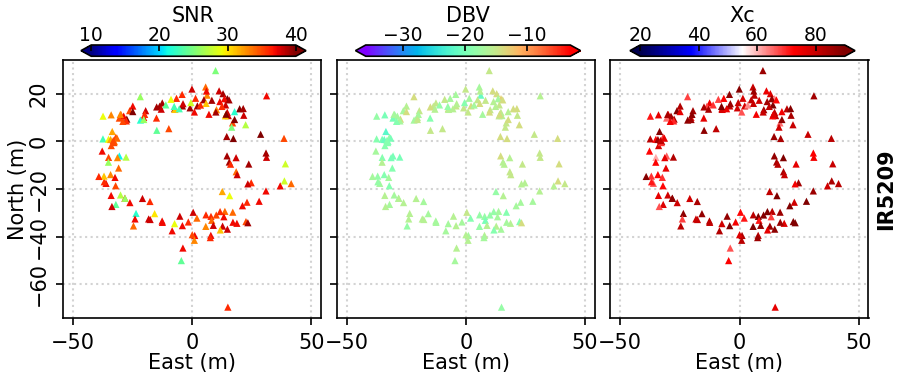 SNR DBV Xc
10 20 30 40 −30 −20 −10 20 40 60 80
20
0
−20
−40
−60
North (m)
−50 0 50 −50 0 50 −50 0 50
East (m) East (m) East (m)
IR5209